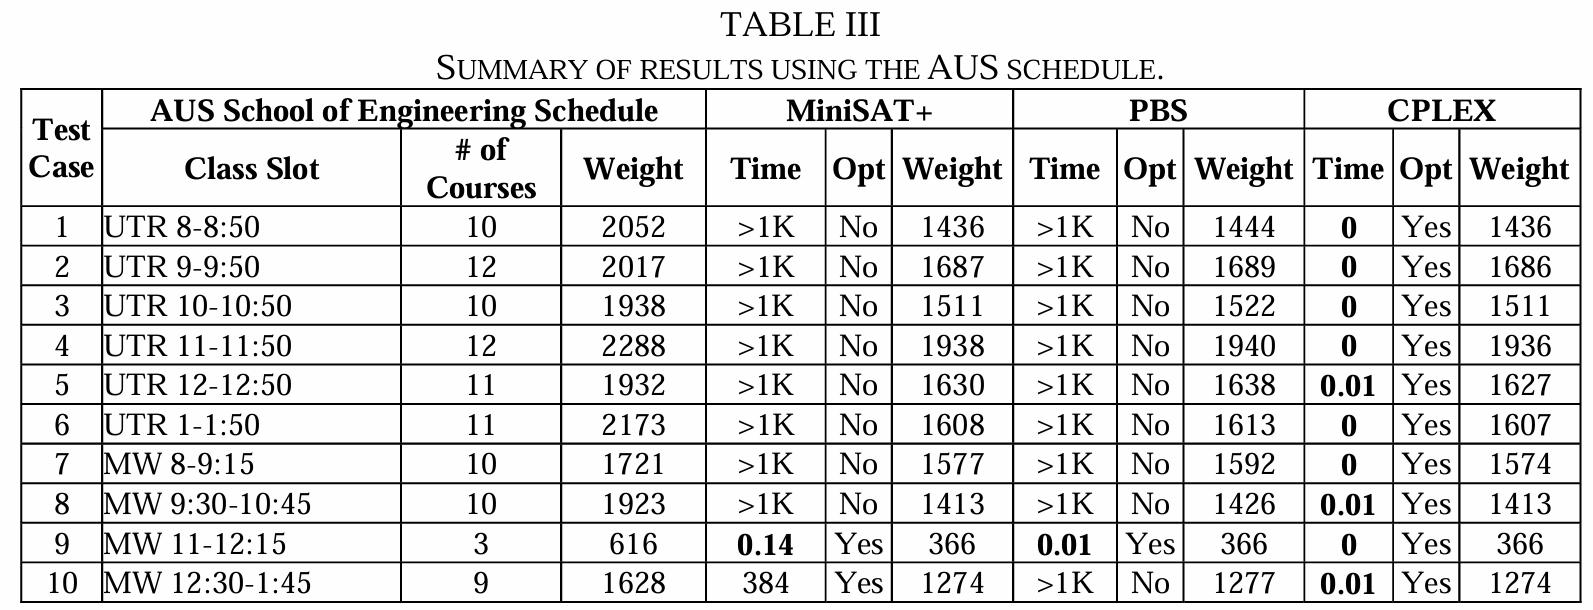 TABLE III
SUMMARY OF RESULTS USING THE AUS SCHEDULE.
Test Case AUS School of Engineering Schedule MiniSAT+ PBS CPLEX
Class Slot # of Courses Weight Time Opt Weight Time Opt Weight Time Opt Weight
1 UTR 8-8:50 10 2052 >1K No 1436 >1K No 1444 0 Yes 1436
2 UTR 9-9:50 12 2017 >1K No 1687 >1K No 1689 0 Yes 1686
3 UTR 10-10:50 10 1938 >1K No 1511 >1K No 1522 0 Yes 1511
4 UTR 11-11:50 12 2288 >1K No 1938 >1K No 1940 0 Yes 1936
5 UTR 12-12:50 11 1932 >1K No 1630 >1K No 1638 0.01 Yes 1627
6 UTR 1-1:50 11 2173 >1K No 1608 >1K No 1613 0 Yes 1607
7 MW 8-9:15 10 1721 >1K No 1577 >1K No 1592 0 Yes 1574
8 MW 9:30-10:45 10 1923 >1K No 1413 >1K No 1426 0.01 Yes 1413
9 MW 11-12:15 3 616 0.14 Yes 366 0.01 Yes 366 0 Yes 366
10 MW 12:30-1:45 9 1628 384 Yes 1274 >1K No 1277 0.01 Yes 1274